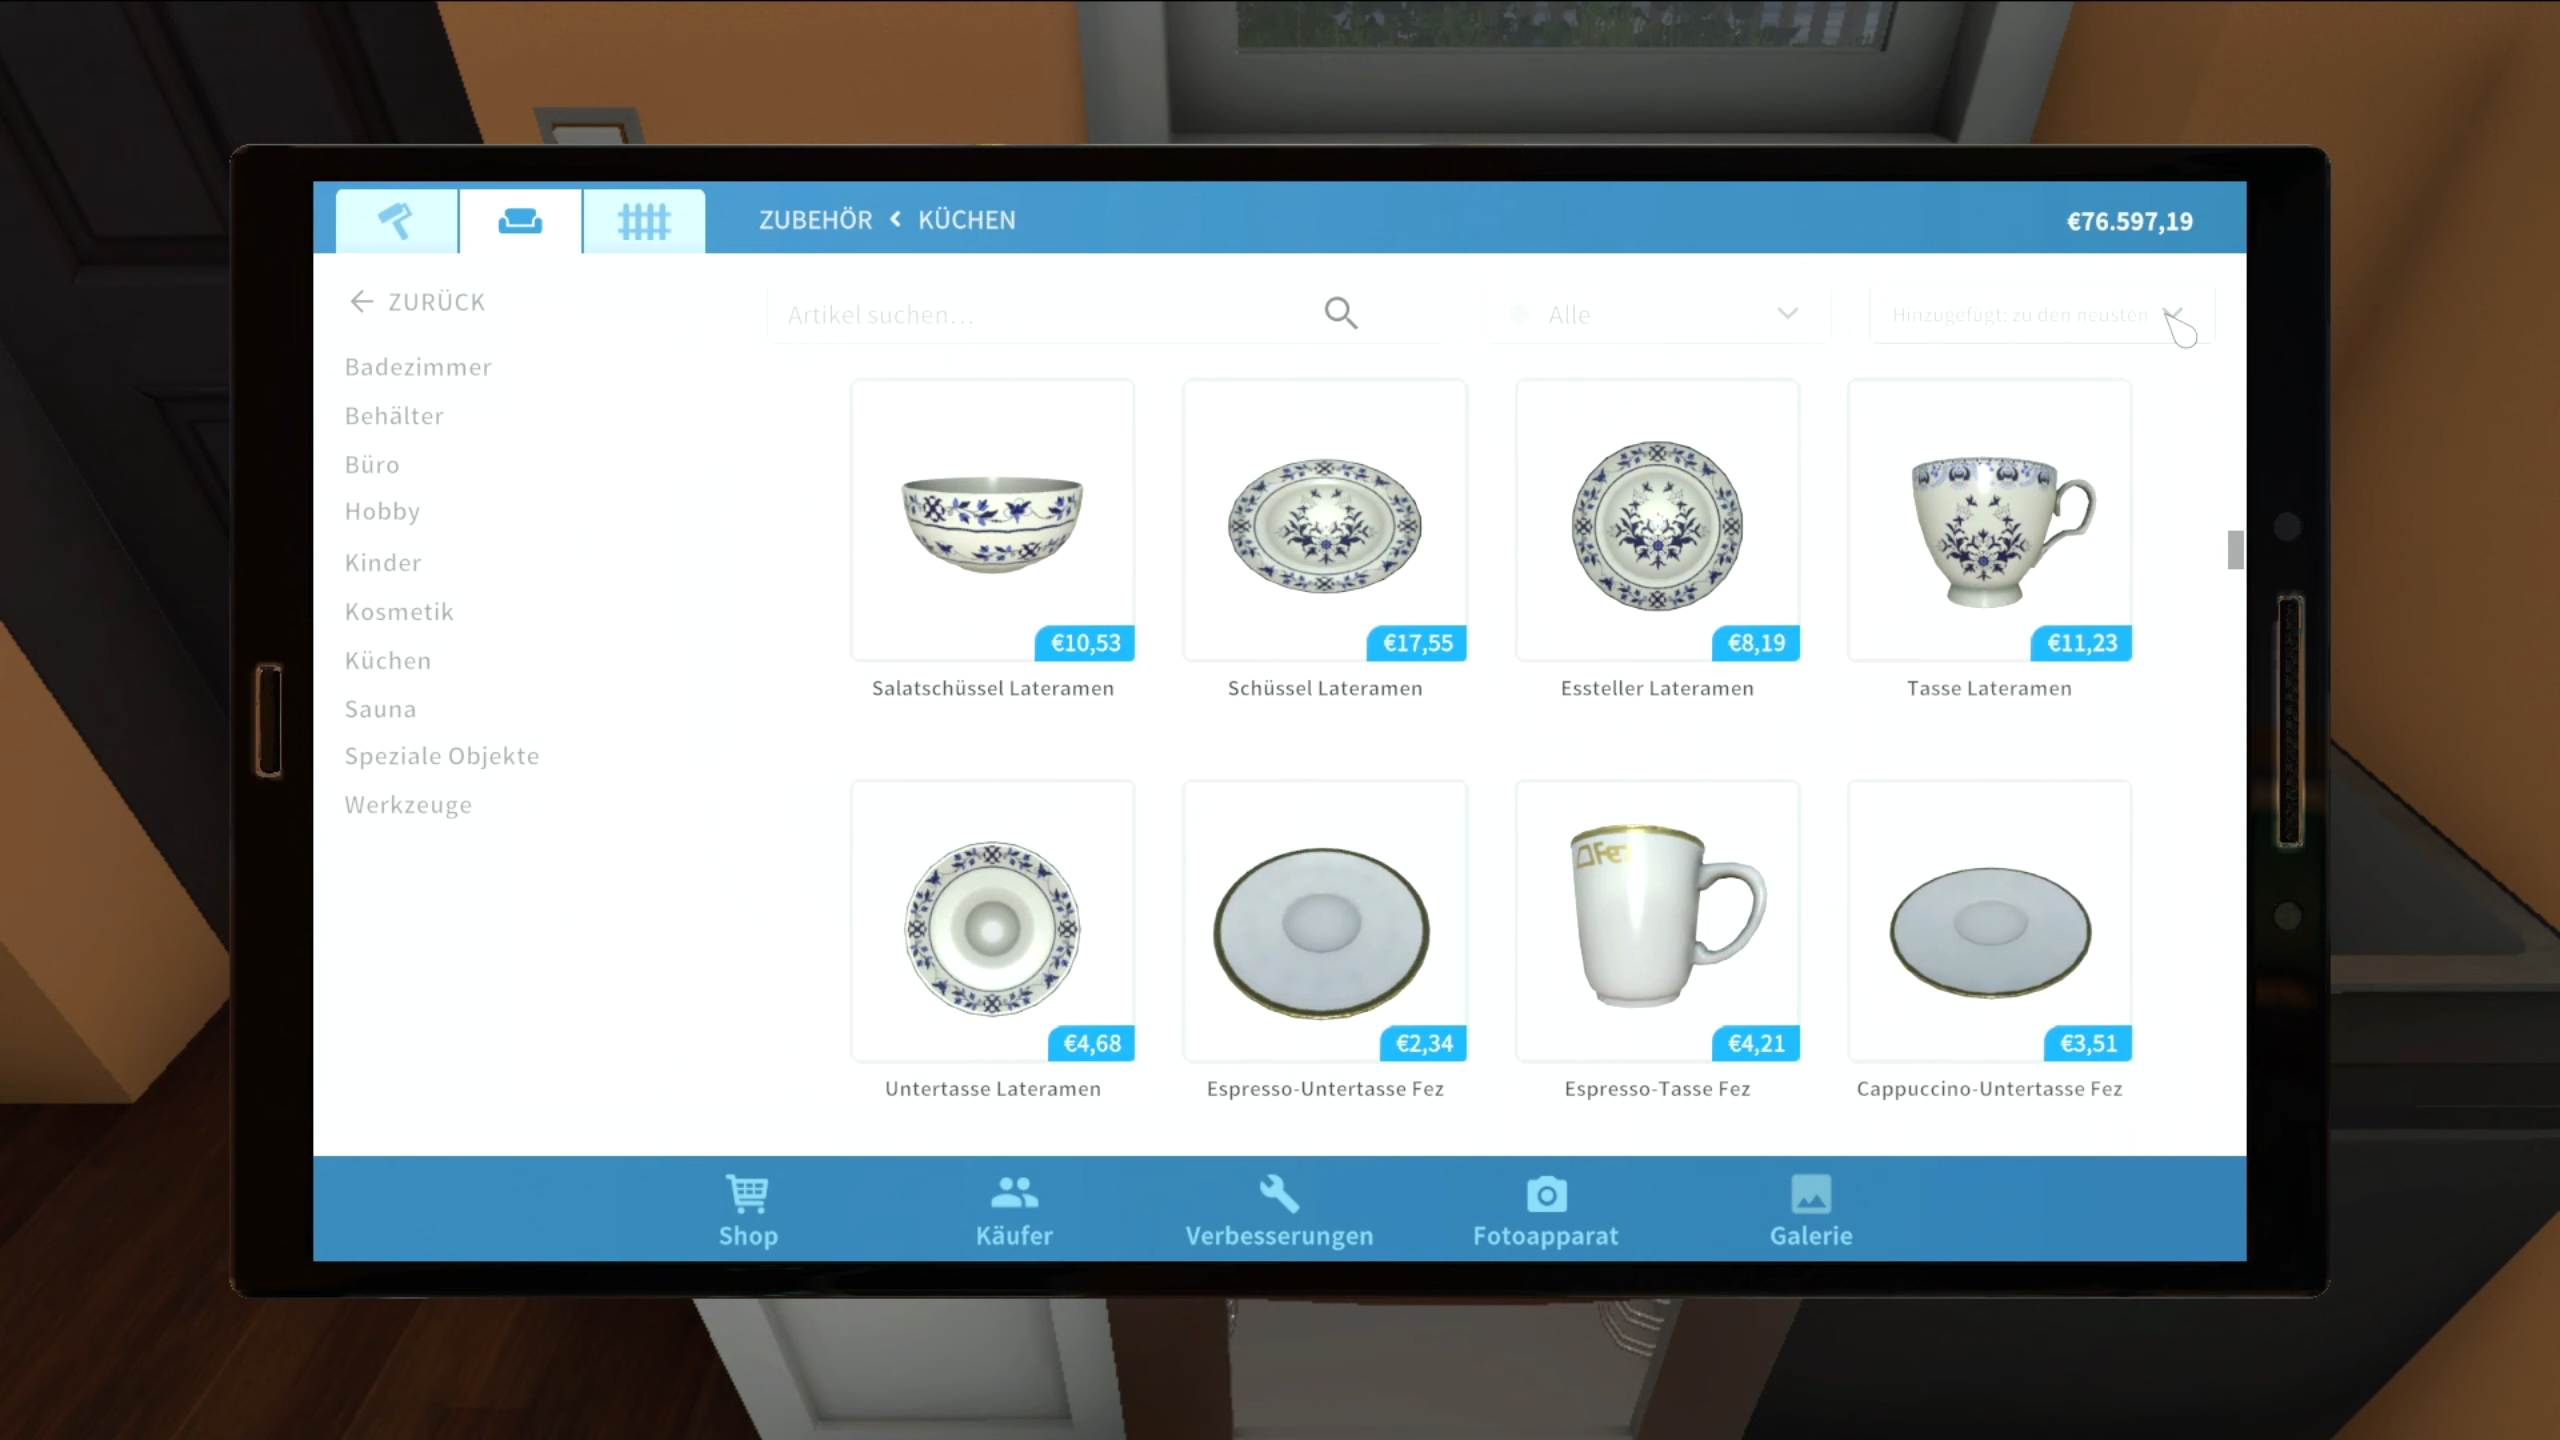 ZUBEHÖR < KÜCHEN
€76.597,19
ZURÜCK
Artikel suchen...
Alle
Hinzugefügt: zu den neusten
Badezimmer
Behälter
Büro
Hobby
Kinder
Kosmetik
Küchen
Sauna
Speziale Objekte
Werkzeuge
€10,53
€17,55
€8,19
€11,23
Salatschüssel Lateramen
Schüssel Lateramen
Essteller Lateramen
Tasse Lateramen
Fez
€4,68
€2,34
€4,21
€3,51
Untertasse Lateramen
Espresso-Untertasse Fez
Espresso-Tasse Fez
Cappuccino-Untertasse Fez
Shop
Käufer
Verbesserungen
Fotoapparat
Galerie